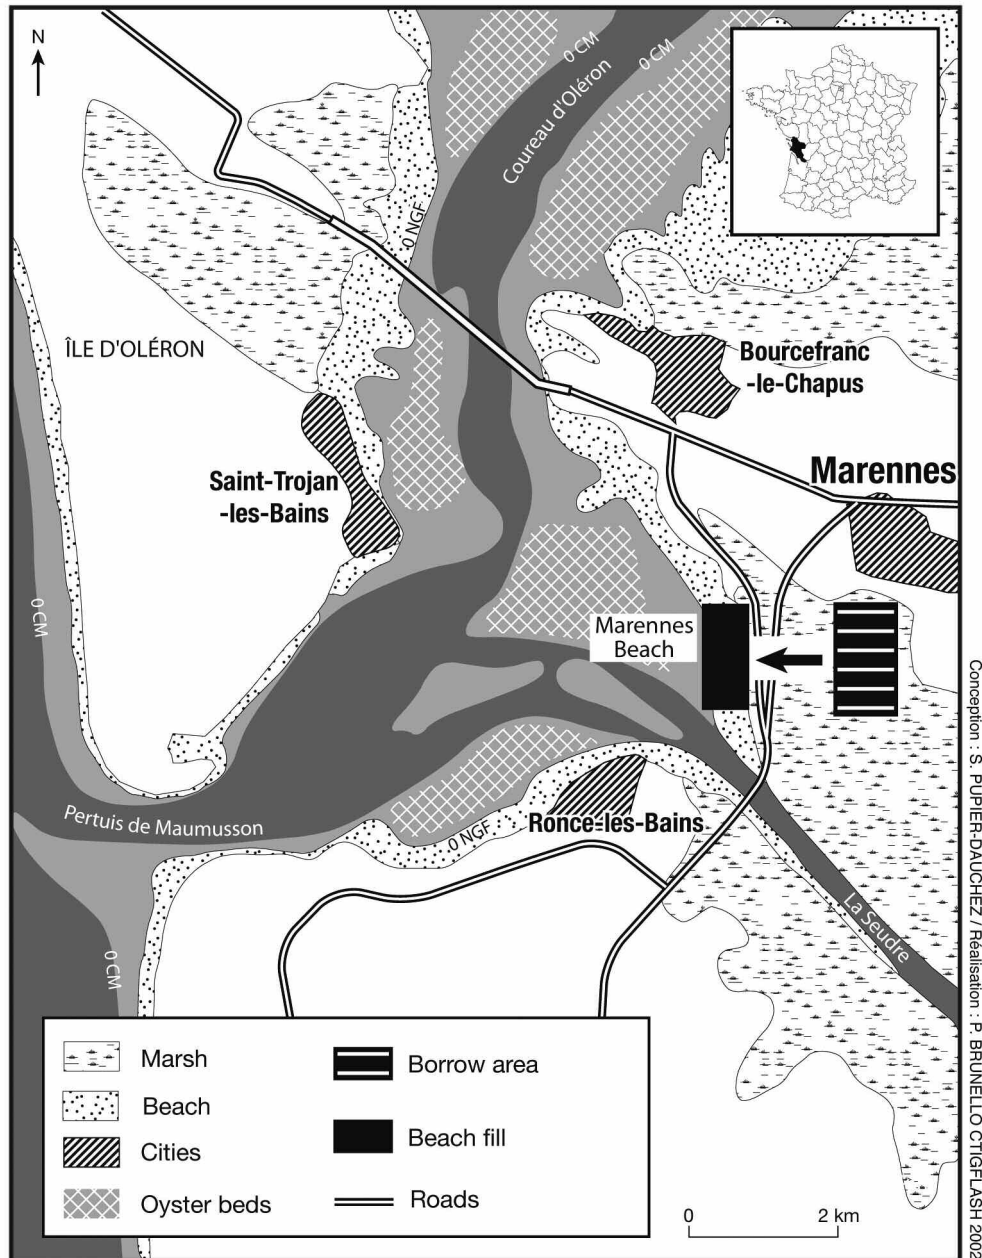 N
0 CM
0 CM
Coureau d'Oléron
0 NGF
ÎLE D'OLÉRON
Bourcefranc
-le-Chapus
Marennes
Saint-Trojan
-les-Bains
0 CM
Marennes
Beach
Pertuis de Maumusson
0 NGF
Ronce-les-Bains
La Seudre
0 CM
Marsh
Beach
Cities
Oyster beds
Borrow area
Beach fill
Roads
0 2 km
Conception : S. PUPIER-DAUCHEZ / Réalisation : P. BRUNELLO CTIGFLASH 2002